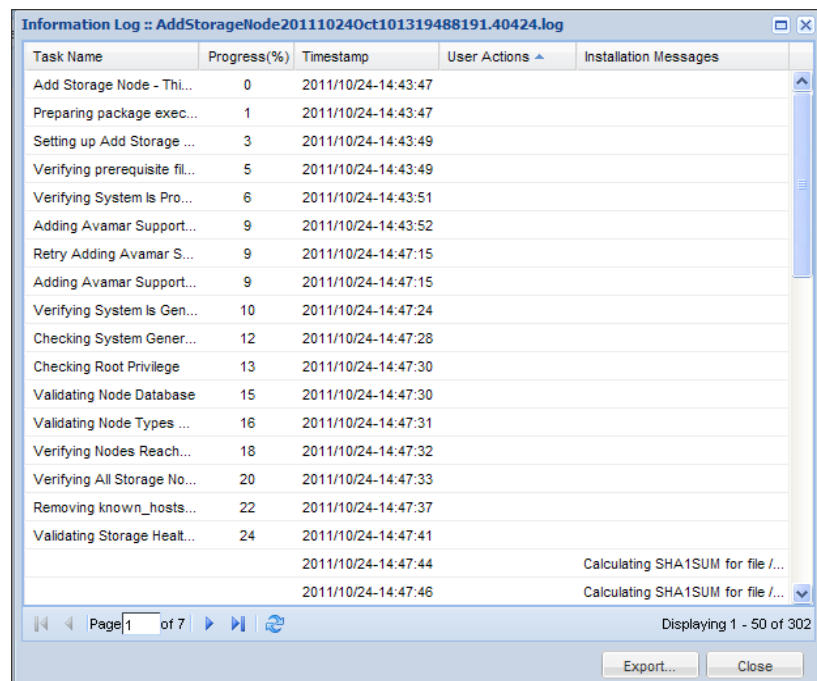 Information Log :: AddStorageNode20111024Oct101319488191.40424.log
Task Name Progress(%) Timestamp User Actions Installation Messages
Add Storage Node - Thi... 0 2011/10/24-14:43:47
Preparing package exec... 1 2011/10/24-14:43:47
Setting up Add Storage ... 3 2011/10/24-14:43:49
Verifying prerequisite fil... 5 2011/10/24-14:43:49
Verifying System Is Pro... 6 2011/10/24-14:43:51
Adding Avamar Support... 9 2011/10/24-14:43:52
Retry Adding Avamar S... 9 2011/10/24-14:47:15
Adding Avamar Support... 9 2011/10/24-14:47:15
Verifying System Is Gen... 10 2011/10/24-14:47:24
Checking System Gener... 12 2011/10/24-14:47:28
Checking Root Privilege 13 2011/10/24-14:47:30
Validating Node Database 15 2011/10/24-14:47:30
Validating Node Types ... 16 2011/10/24-14:47:31
Verifying Nodes Reach... 18 2011/10/24-14:47:32
Verifying All Storage No... 20 2011/10/24-14:47:33
Removing known_hosts... 22 2011/10/24-14:47:37
Validating Storage Healt... 24 2011/10/24-14:47:41
2011/10/24-14:47:44 Calculating SHA1SUM for file /...
2011/10/24-14:47:46 Calculating SHA1SUM for file /...
Page 1 of 7 Displaying 1 - 50 of 302
Export... Close